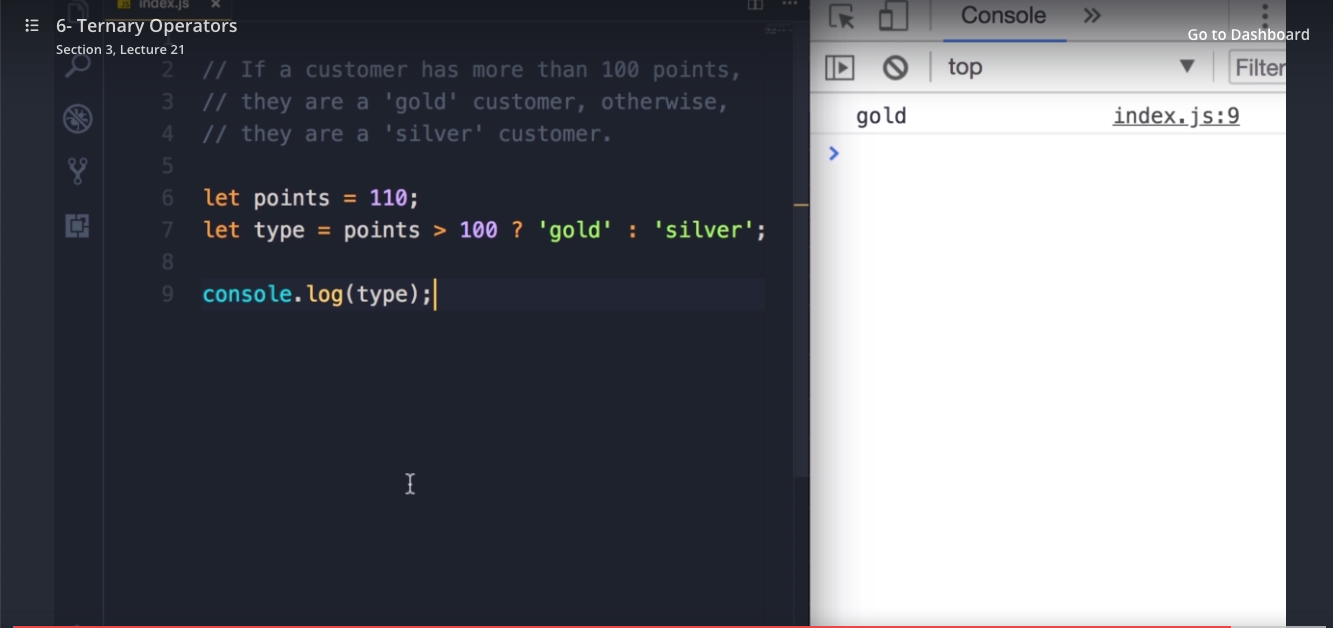 index.js
6- Ternary Operators
Section 3, Lecture 21
Console
Go to Dashboard
top
Filter
2 // If a customer has more than 100 points,
3 // they are a 'gold' customer, otherwise,
4 // they are a 'silver' customer.
5
6 let points = 110;
7 let type = points > 100 ? 'gold' : 'silver';
8
9 console.log(type);
gold index.js:9